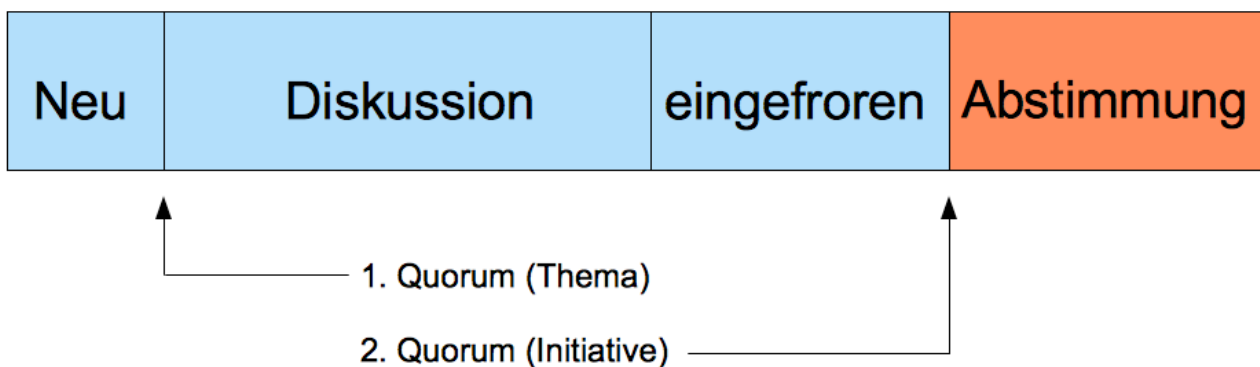 Neu Diskussion eingefroren Abstimmung
1. Quorum (Thema)
2. Quorum (Initiative)